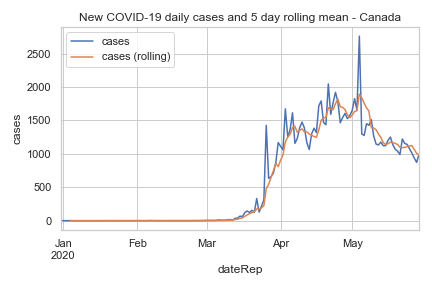 New COVID-19 daily cases and 5 day rolling mean - Canada
cases
cases (rolling)
2500
2000
1500
1000
500
0
cases
Jan
2020
Feb
Mar
Apr
May
dateRep